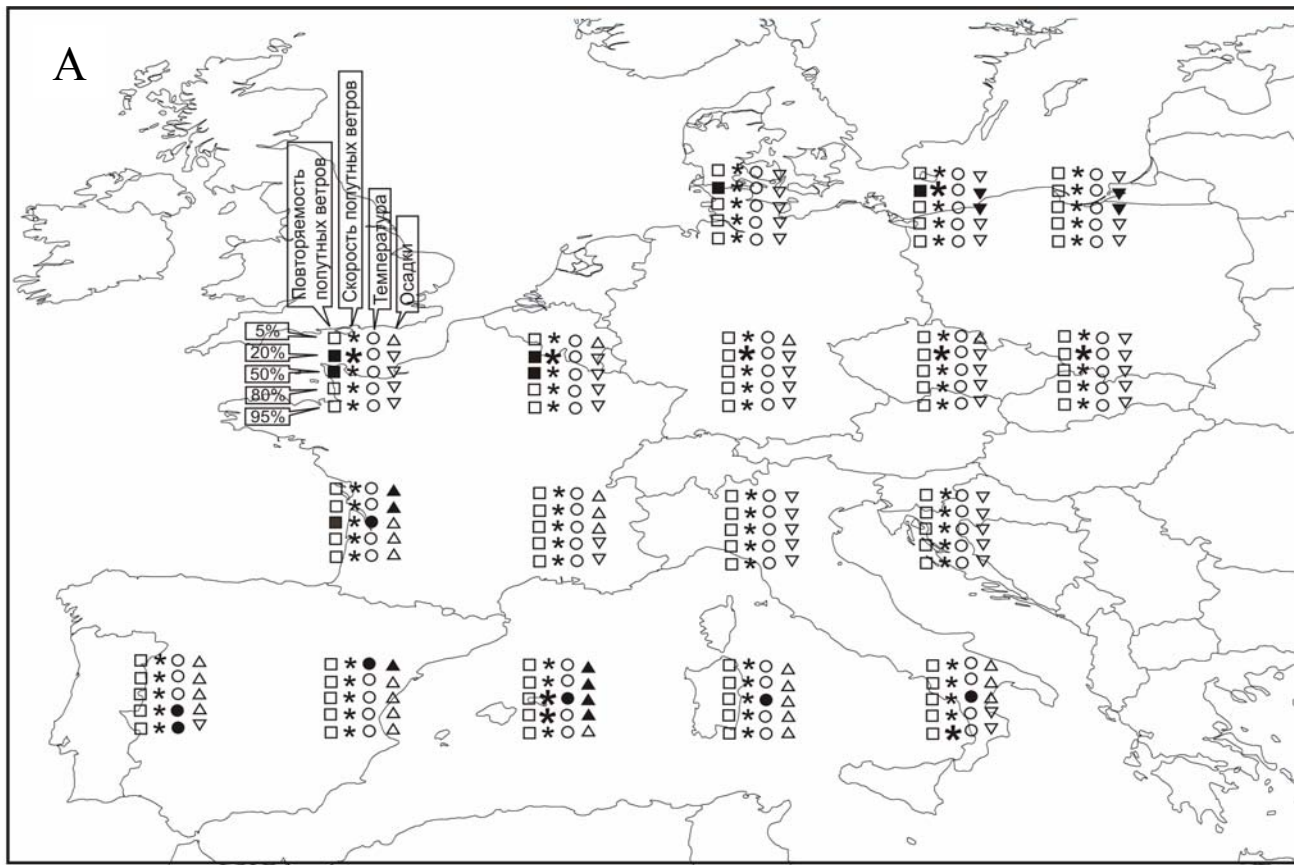 А
Повторяемость
попутных ветров
Скорость попутных ветров
Температура
Осадки
5%
20%
50%
80%
95%